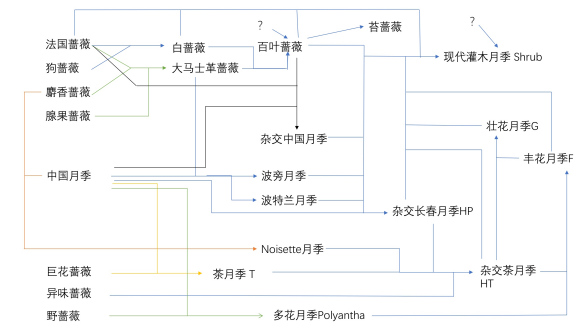 ?
?
苔蔷薇
法国蔷薇
白蔷薇
百叶蔷薇
现代灌木月季 Shrub
狗蔷薇
大马士革蔷薇
麝香蔷薇
腺果蔷薇
壮花月季G
杂交中国月季
丰花月季F
中国月季
波旁月季
波特兰月季
杂交长春月季HP
Noisette月季
巨花蔷薇
茶月季 T
杂交茶月季
HT
异味蔷薇
野蔷薇
多花月季Polyantha